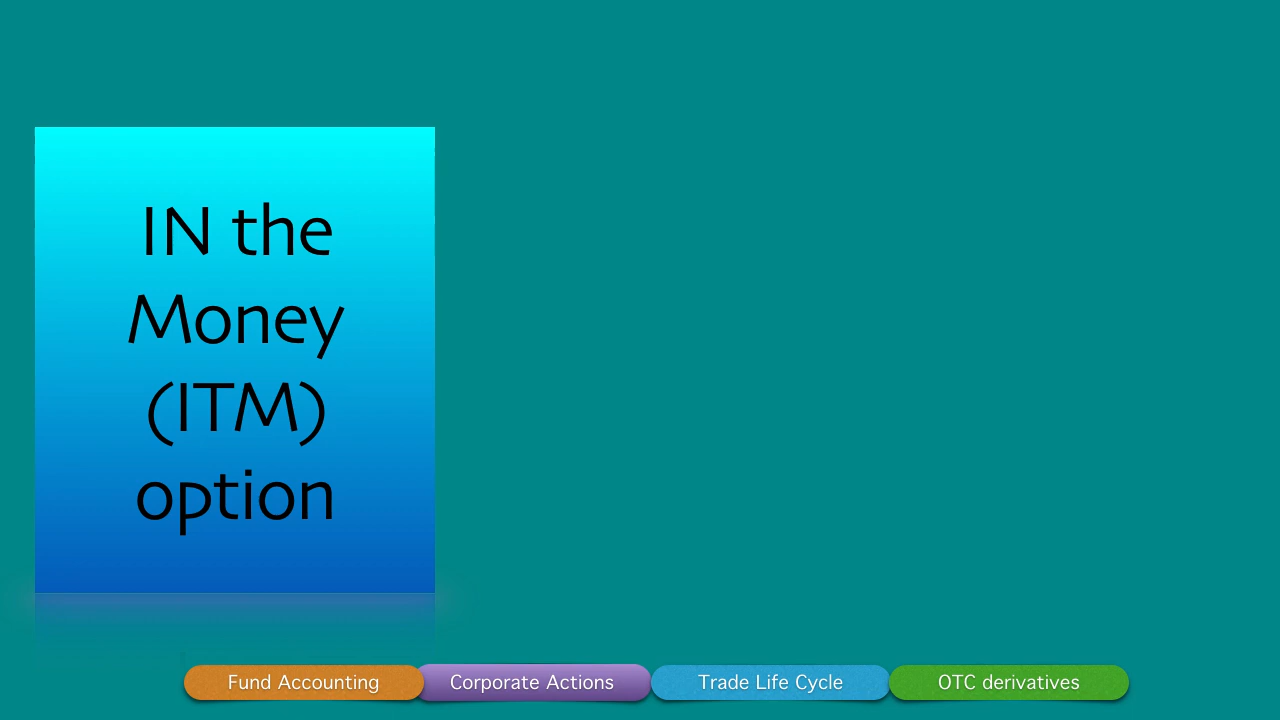 IN the
Money
(ITM)
option
Fund Accounting
Corporate Actions
Trade Life Cycle
OTC derivatives